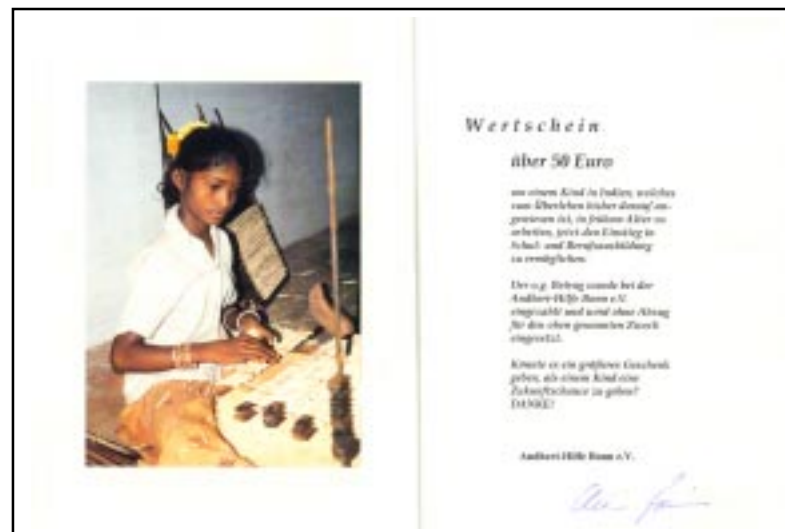 Wertschein
über 50 Euro
um einem Kind in Indien, welches
zum Überleben bisher darauf an-
gewiesen ist, in frühem Alter zu
arbeiten, jetzt den Einstieg in
Schul- und Berufsausbildung
zu ermöglichen.
Der o.g. Betrag wurde bei der
Andheri-Hilfe Bonn e.V.
eingezahlt und wird ohne Abzug
für den oben genannten Zweck
eingesetzt.
Könnte es ein größeres Geschenk
geben, als einem Kind eine
Zukunftschance zu geben?
DANKE!
Andheri-Hilfe Bonn e.V.